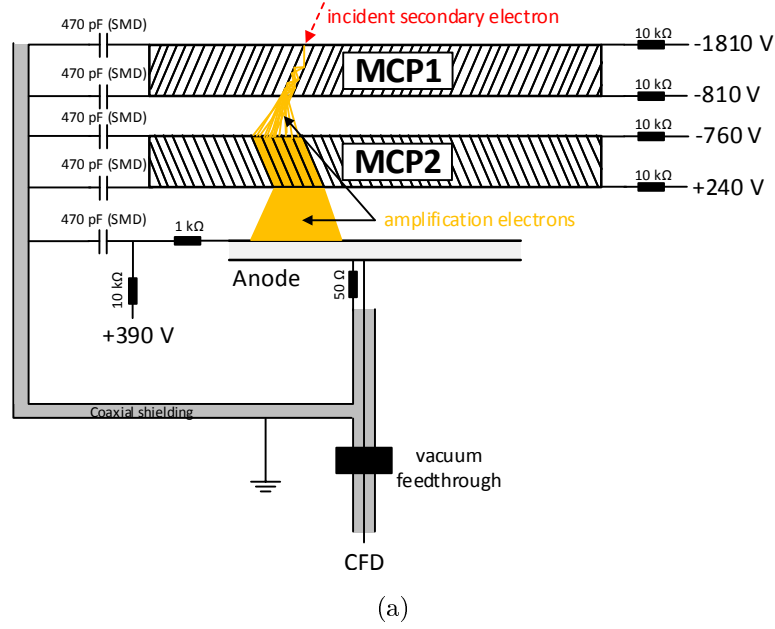 incident secondary electron
470 pF (SMD)
10 kΩ
-1810 V
MCP1
470 pF (SMD)
10 kΩ
-810 V
470 pF (SMD)
10 kΩ
-760 V
MCP2
470 pF (SMD)
10 kΩ
+240 V
470 pF (SMD)
1 kΩ
amplification electrons
10 kΩ
Anode
50 Ω
+390 V
Coaxial shielding
vacuum
feedthrough
CFD
(a)